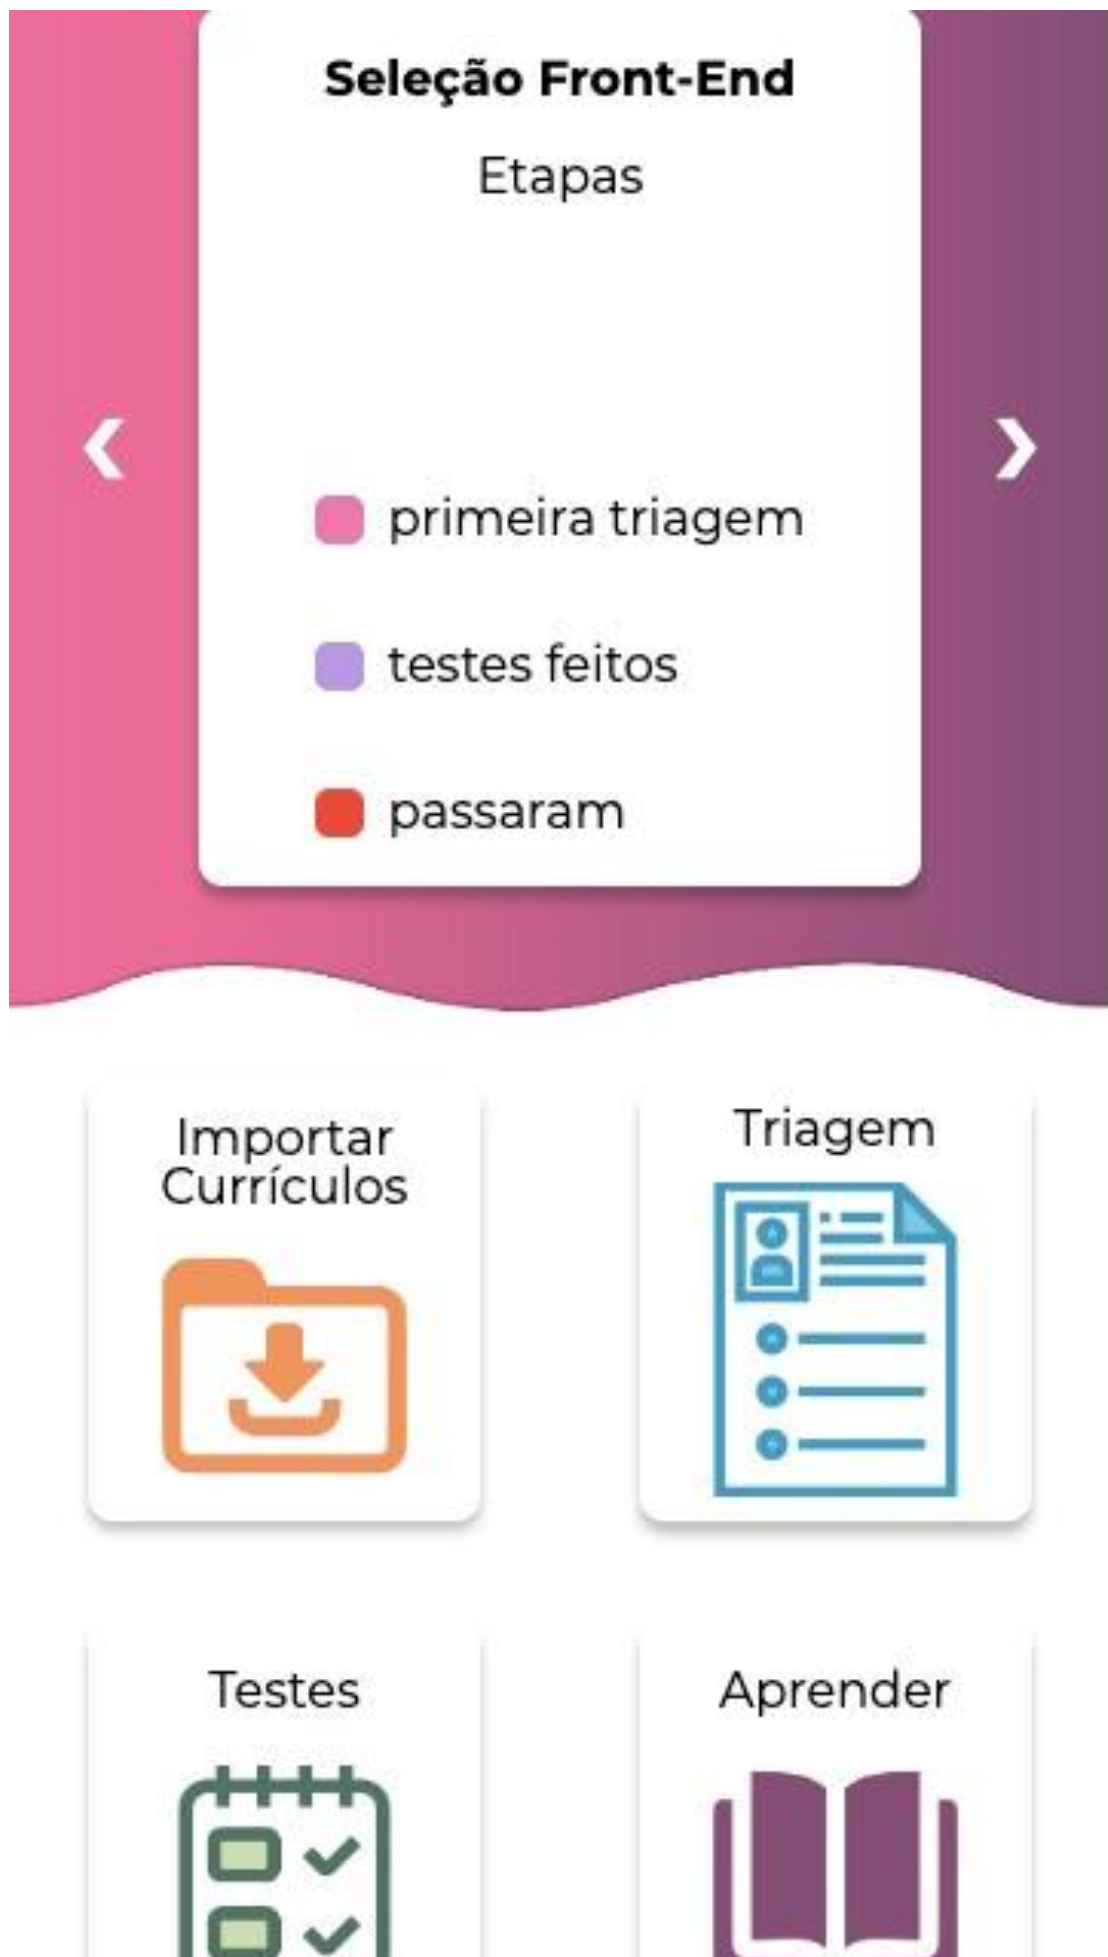 Seleção Front-End
Etapas
primeira triagem
testes feitos
passaram
Importar
Currículos
Triagem
Testes
Aprender